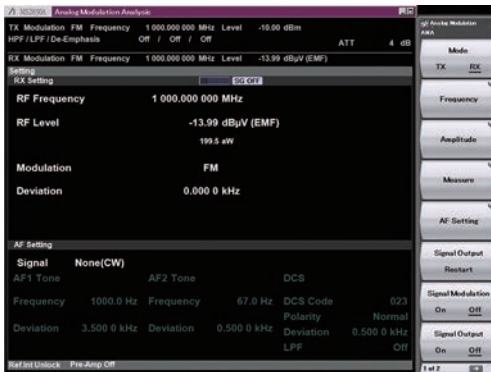 MS2830A Analog Modulation Analysis
TX Modulation FM Frequency 1 000.000 000 MHz Level -10.00 dBm
HPF / LPF / De-Emphasis Off / Off / Off ATT 4 dB
RX Modulation FM Frequency 1 000.000 000 MHz Level -13.99 dBµV (EMF)
Setting
RX Setting SG OFF
RF Frequency 1 000.000 000 MHz
RF Level -13.99 dBµV (EMF)
199.5 aW
Modulation FM
Deviation 0.000 0 kHz
AF Setting
Signal None(CW)
AF1 Tone AF2 Tone DCS
Frequency 1000.0 Hz Frequency 67.0 Hz DCS Code 023
Polarity Normal
Deviation 3.500 0 kHz Deviation 0.500 0 kHz Deviation 0.500 0 kHz
LPF Off
Ref.Int Unlock Pre-Amp Off
Analog Modulation
ANA
Mode
TX RX
Frequency
Amplitude
Measure
AF Setting
Signal Output
Restart
Signal Modulation
On Off
Signal Output
On Off
1 of 2